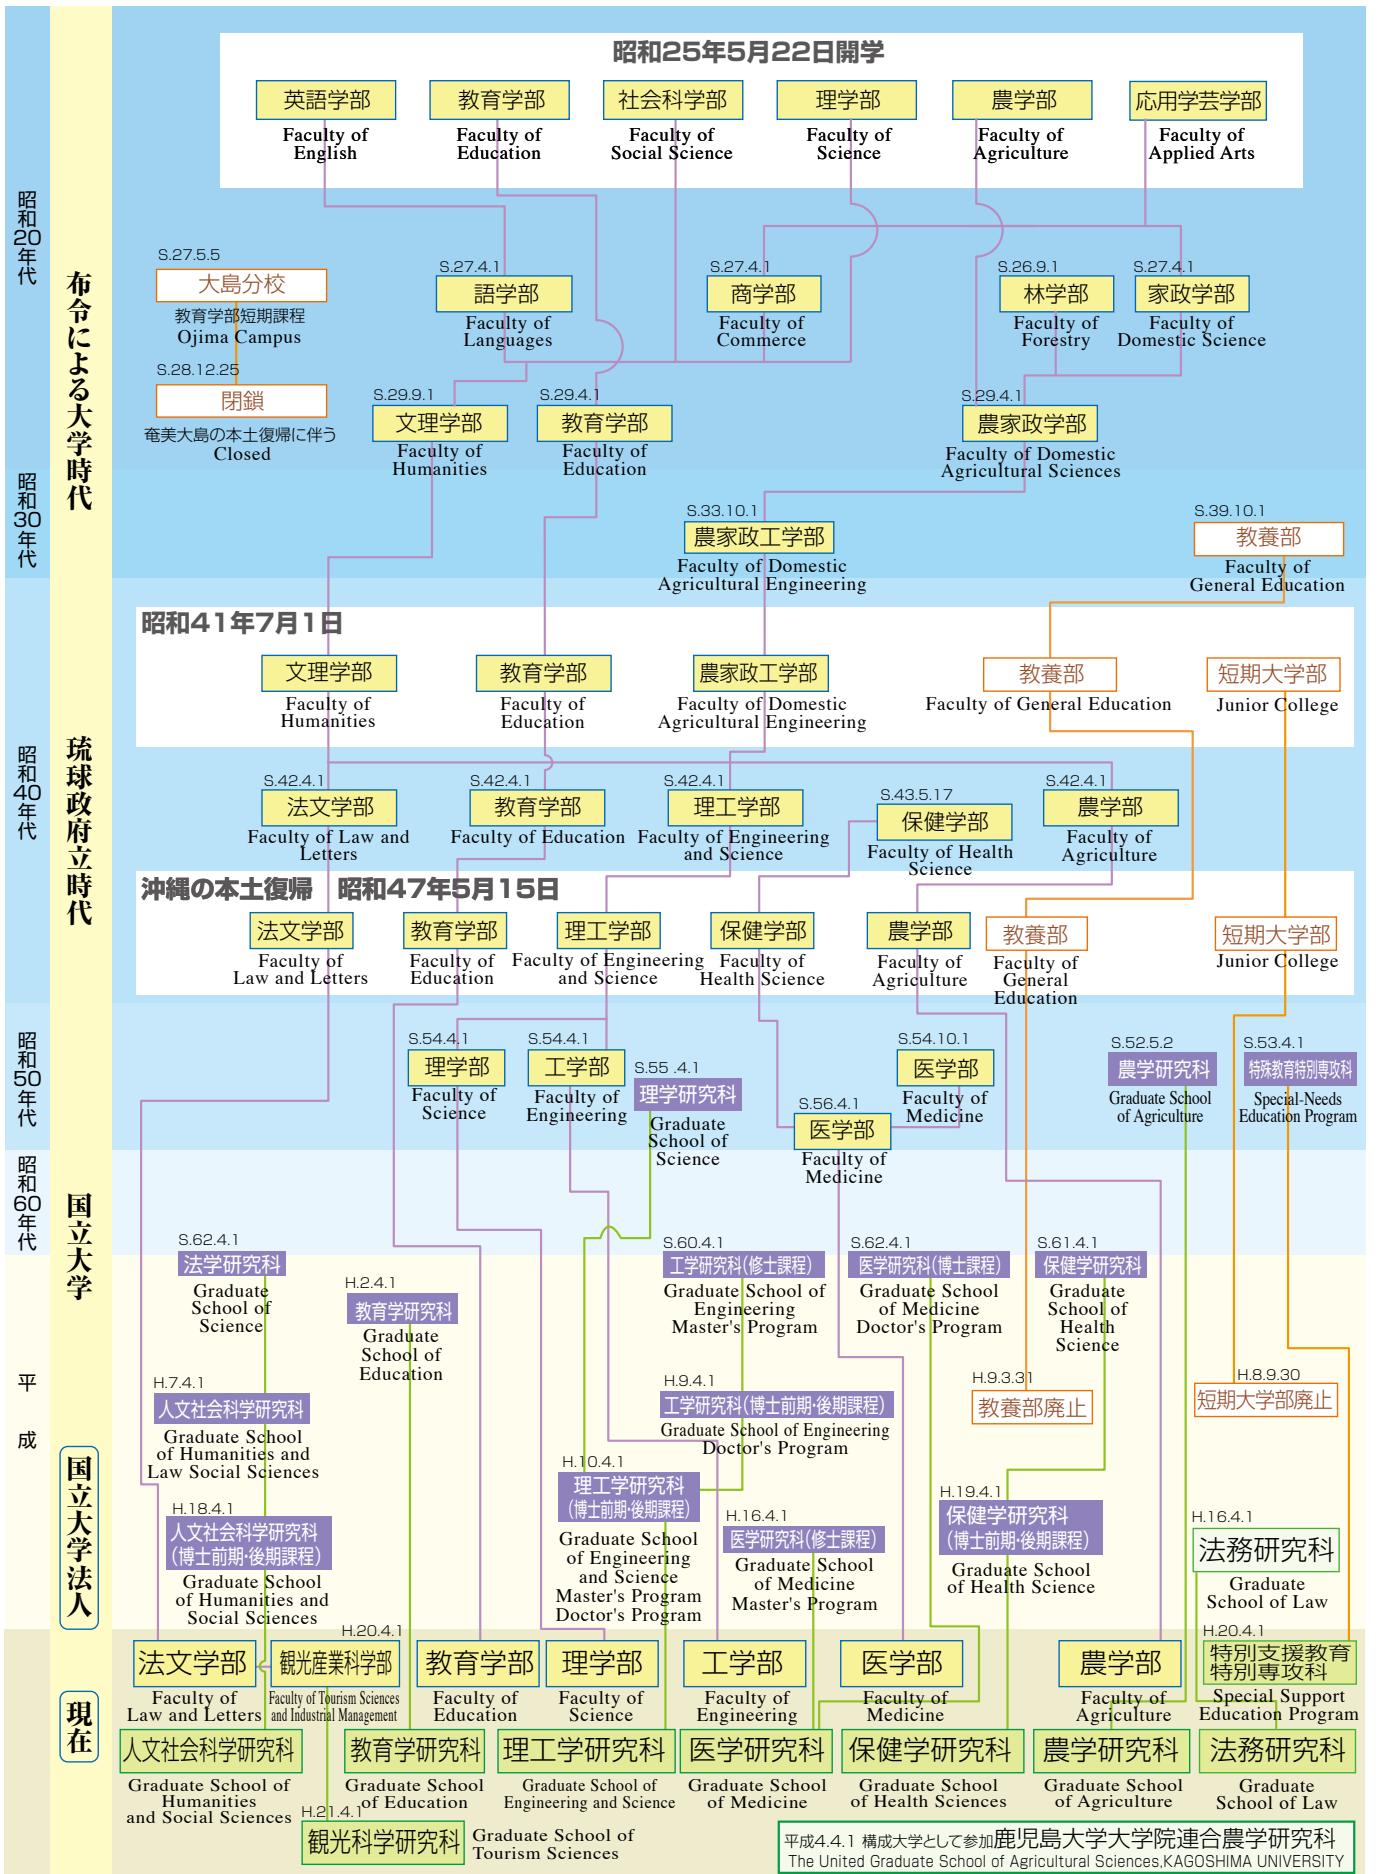 昭和25年5月22日開学
英語学部
Faculty of
English
教育学部
Faculty of
Education
社会科学部
Faculty of
Social Science
理学部
Faculty of
Science
農学部
Faculty of
Agriculture
応用学芸学部
Faculty of
Applied Arts
昭和20年代
布令による大学時代
S.27.5.5
大島分校
教育学部短期課程
Ojima Campus
S.28.12.25
閉鎖
奄美大島の本土復帰に伴う
Closed
S.27.4.1
語学部
Faculty of
Languages
S.27.4.1
商学部
Faculty of
Commerce
S.26.9.1
林学部
Faculty of
Forestry
S.27.4.1
家政学部
Faculty of
Domestic Science
S.29.9.1
文理学部
Faculty of
Humanities
S.29.4.1
教育学部
Faculty of
Education
S.29.4.1
農家政学部
Faculty of Domestic
Agricultural Sciences
昭和30年代
S.33.10.1
農家政工学部
Faculty of Domestic
Agricultural Engineering
S.39.10.1
教養部
Faculty of
General Education
昭和41年7月1日
文理学部
Faculty of
Humanities
教育学部
Faculty of
Education
農家政工学部
Faculty of Domestic
Agricultural Engineering
教養部
Faculty of General Education
短期大学部
Junior College
昭和40年代
琉球政府立時代
S.42.4.1
法文学部
Faculty of Law and
Letters
S.42.4.1
教育学部
Faculty of Education
S.42.4.1
理工学部
Faculty of Engineering
and Science
S.43.5.17
保健学部
Faculty of Health
Science
S.42.4.1
農学部
Faculty of
Agriculture
沖縄の本土復帰　昭和47年5月15日
法文学部
Faculty of
Law and Letters
教育学部
Faculty of
Education
理工学部
Faculty of Engineering
and Science
保健学部
Faculty of
Health Science
農学部
Faculty of
Agriculture
教養部
Faculty of
General
Education
短期大学部
Junior College
昭和50年代
S.54.4.1
理学部
Faculty of
Science
S.54.4.1
工学部
Faculty of
Engineering
S.55 .4.1
理学研究科
Graduate
School of
Science
S.54.10.1
医学部
Faculty of
Medicine
S.56.4.1
医学部
Faculty of
Medicine
S.52.5.2
農学研究科
Graduate School
of Agriculture
S.53.4.1
特殊教育特別専攻科
Special-Needs
Education Program
昭和60年代
国立大学
S.62.4.1
法学研究科
Graduate
School of
Science
H.2.4.1
教育学研究科
Graduate
School of
Education
S.60.4.1
工学研究科(修士課程)
Graduate School of
Engineering
Master's Program
S.62.4.1
医学研究科(博士課程)
Graduate School
of Medicine
Doctor's Program
S.61.4.1
保健学研究科
Graduate
School of
Health
Science
平成
H.7.4.1
人文社会科学研究科
Graduate School
of Humanities and
Law Social Sciences
H.9.4.1
工学研究科(博士前期・後期課程)
Graduate School of Engineering
Doctor's Program
H.9.3.31
教養部廃止
H.8.9.30
短期大学部廃止
国立大学法人
H.18.4.1
人文社会科学研究科
(博士前期・後期課程)
Graduate School
of Humanities and
Social Sciences
H.10.4.1
理工学研究科
(博士前期・後期課程)
Graduate School
of Engineering
and Science
Master's Program
Doctor's Program
H.16.4.1
医学研究科(修士課程)
Graduate School
of Medicine
Master's Program
H.19.4.1
保健学研究科
(博士前期・後期課程)
Graduate School
of Health Science
H.16.4.1
法務研究科
Graduate
School of Law
現在
法文学部
Faculty of
Law and Letters
H.20.4.1
観光産業科学部
Faculty of Tourism Sciences
and Industrial Management
教育学部
Faculty of
Education
理学部
Faculty of
Science
工学部
Faculty of
Engineering
医学部
Faculty of
Medicine
農学部
Faculty of
Agriculture
H.20.4.1
特別支援教育
特別専攻科
Special Support
Education Program
人文社会科学研究科
Graduate School of
Humanities
and Social Sciences
教育学研究科
Graduate School
of Education
理工学研究科
Graduate School of
Engineering and Science
医学研究科
Graduate School
of Medicine
保健学研究科
Graduate School
of Health Sciences
農学研究科
Graduate School
of Agriculture
法務研究科
Graduate
School of Law
H.21.4.1
観光科学研究科
Graduate School of
Tourism Sciences
平成4.4.1 構成大学として参加鹿児島大学大学院連合農学研究科
The United Graduate School of Agricultural Sciences,KAGOSHIMA UNIVERSITY